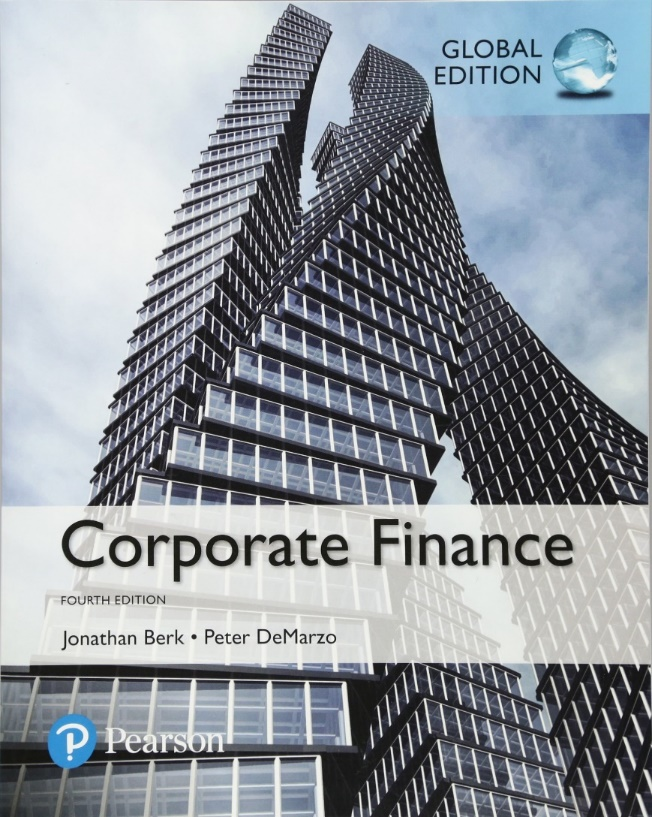 GLOBAL
EDITION
Corporate Finance
FOURTH EDITION
Jonathan Berk • Peter DeMarzo
Pearson